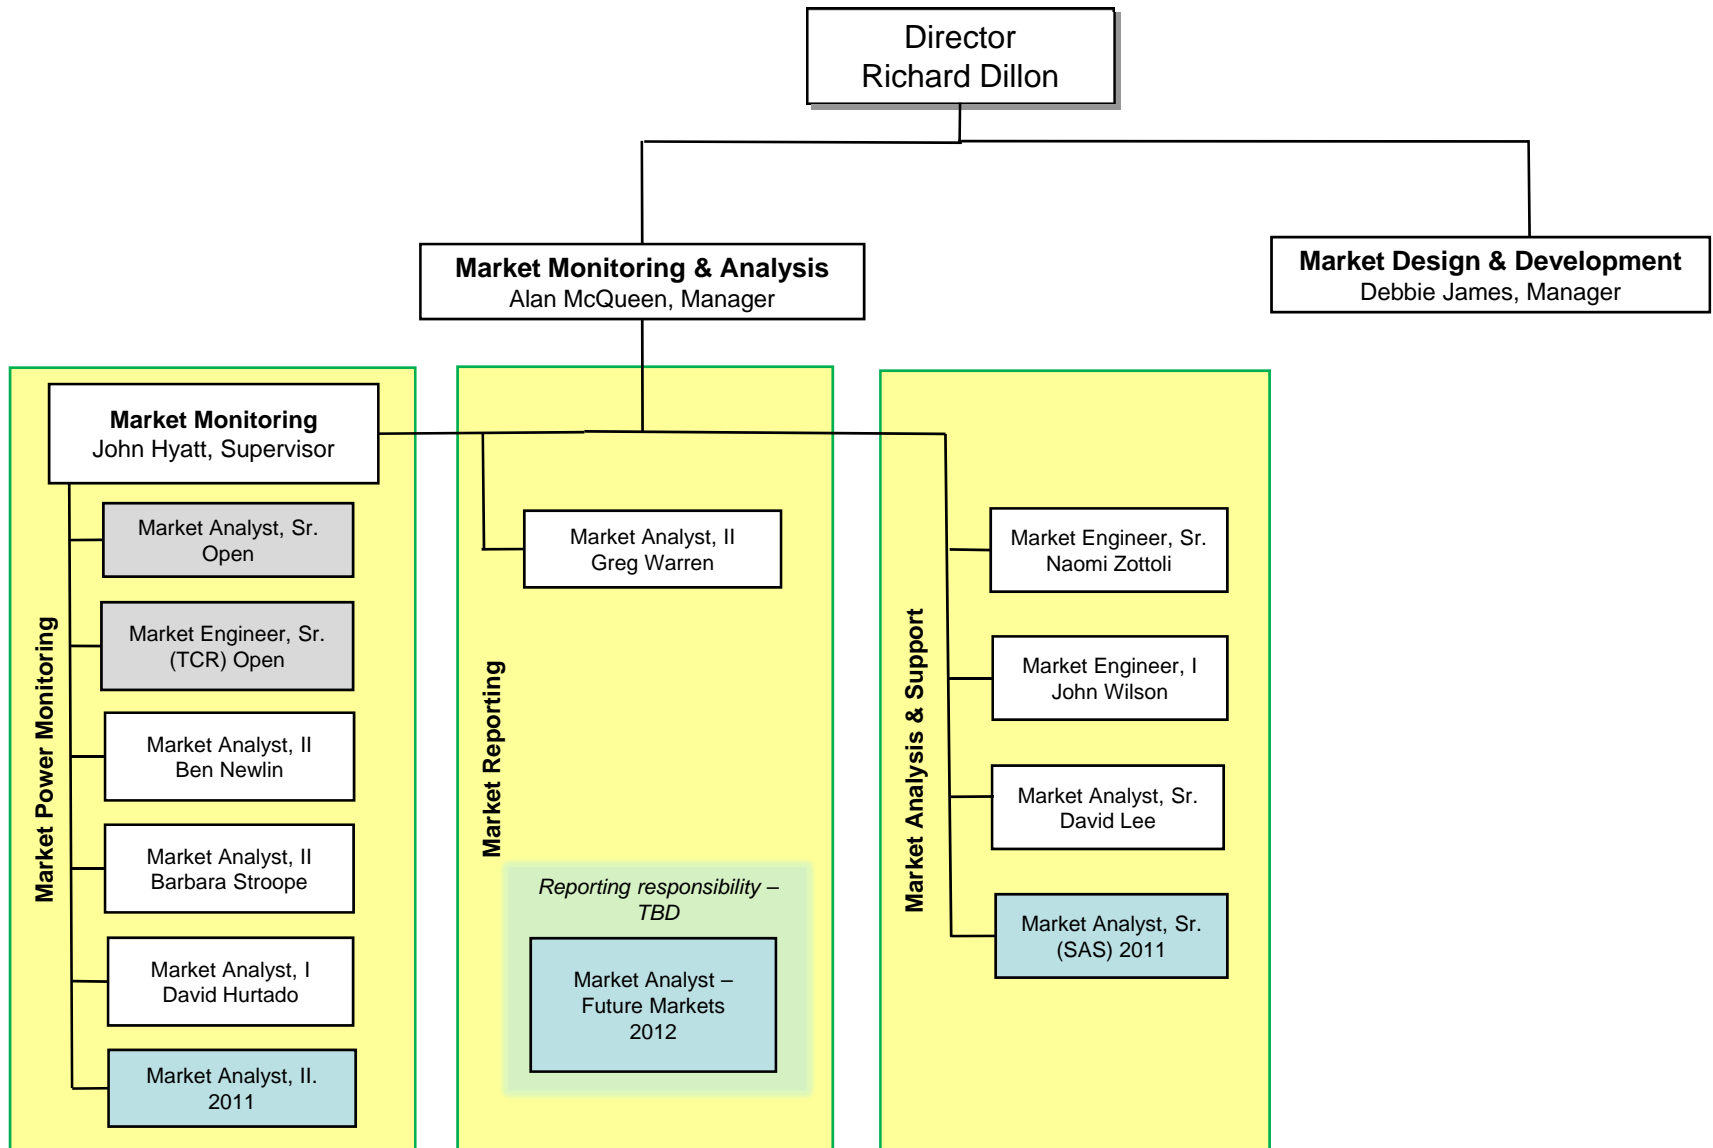 Director
Richard Dillon
Market Monitoring & Analysis
Alan McQueen, Manager
Market Design & Development
Debbie James, Manager
Market Power Monitoring
Market Monitoring
John Hyatt, Supervisor
Market Analyst, Sr.
Open
Market Engineer, Sr.
(TCR) Open
Market Analyst, II
Ben Newlin
Market Analyst, II
Barbara Stroope
Market Analyst, I
David Hurtado
Market Analyst, II.
2011
Market Reporting
Market Analyst, II
Greg Warren
Reporting responsibility –
TBD
Market Analyst –
Future Markets
2012
Market Analysis & Support
Market Engineer, Sr.
Naomi Zottoli
Market Engineer, I
John Wilson
Market Analyst, Sr.
David Lee
Market Analyst, Sr.
(SAS) 2011